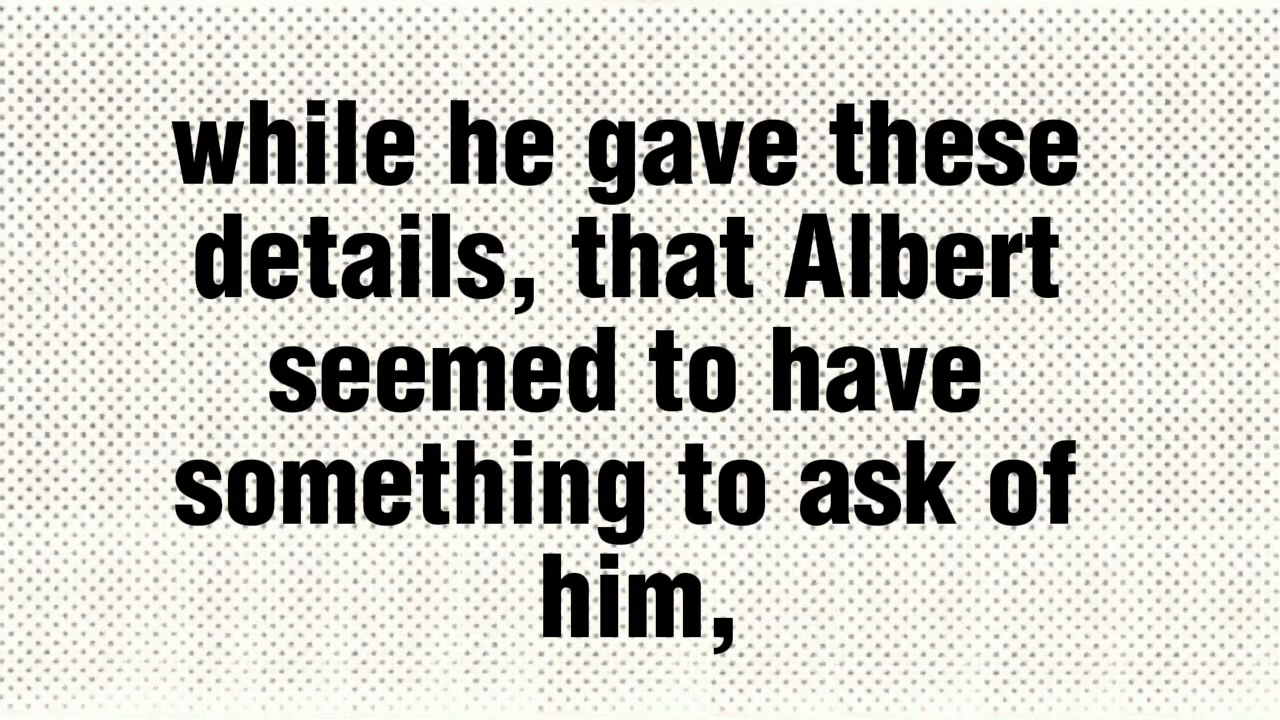 while he gave these
details, that Albert
seemed to have
something to ask of
him,